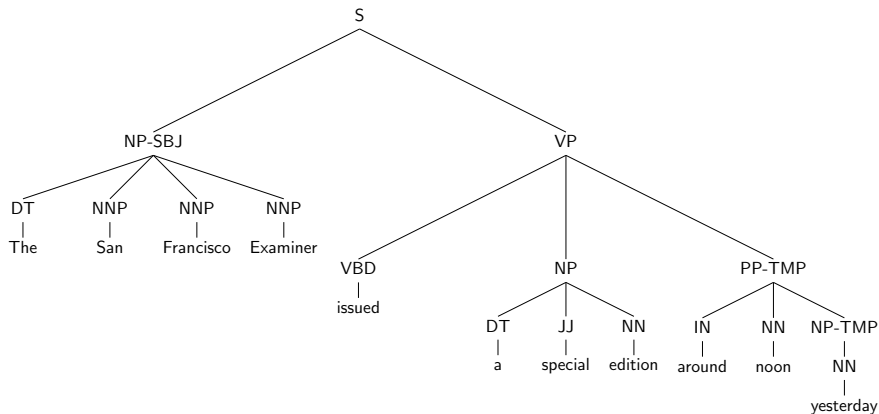 S
NP-SBJ VP
DT NNP NNP NNP
The San Francisco Examiner
VBD NP PP-TMP
issued
DT JJ NN IN NN NP-TMP
a special edition around noon NN
yesterday